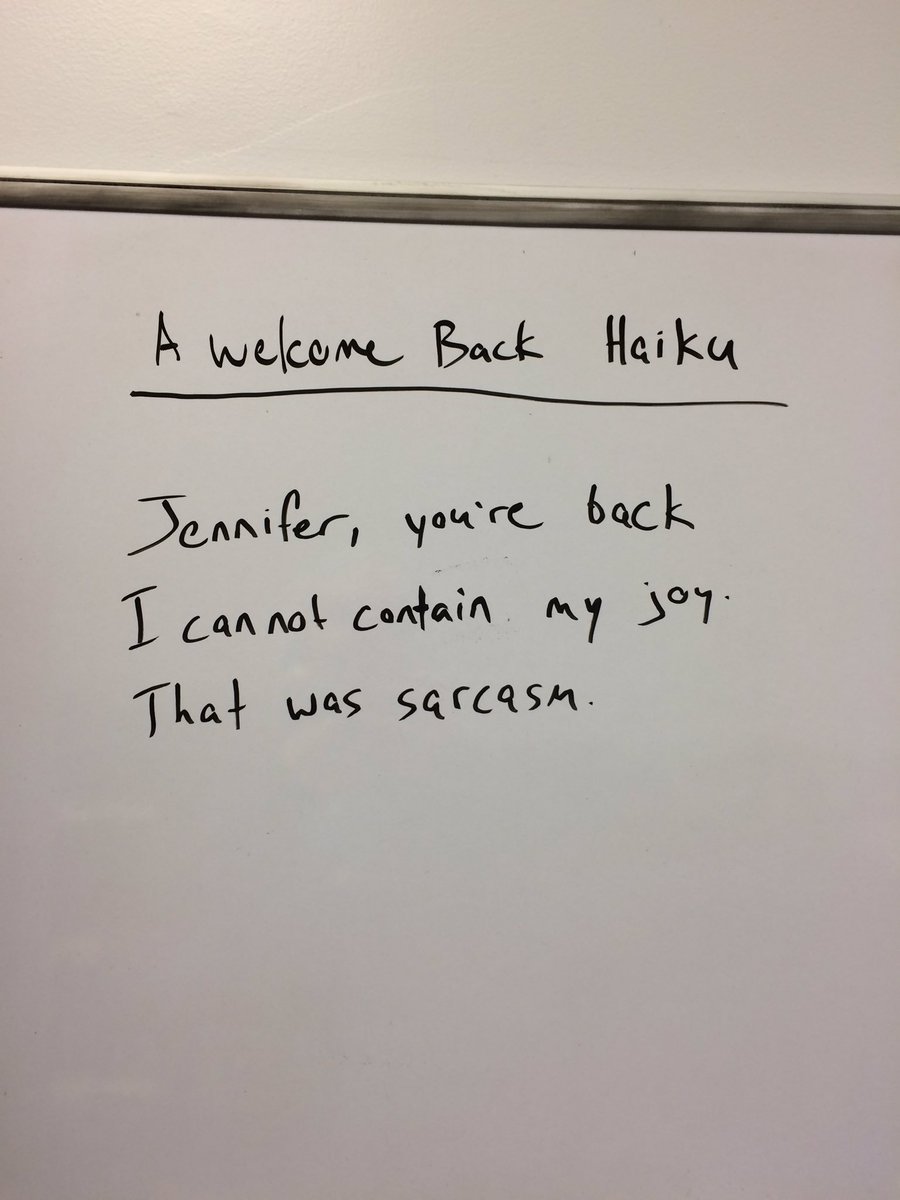 A Welcome Back Haiku
Jennifer, you're back
I cannot contain my joy.
That was sarcasm.